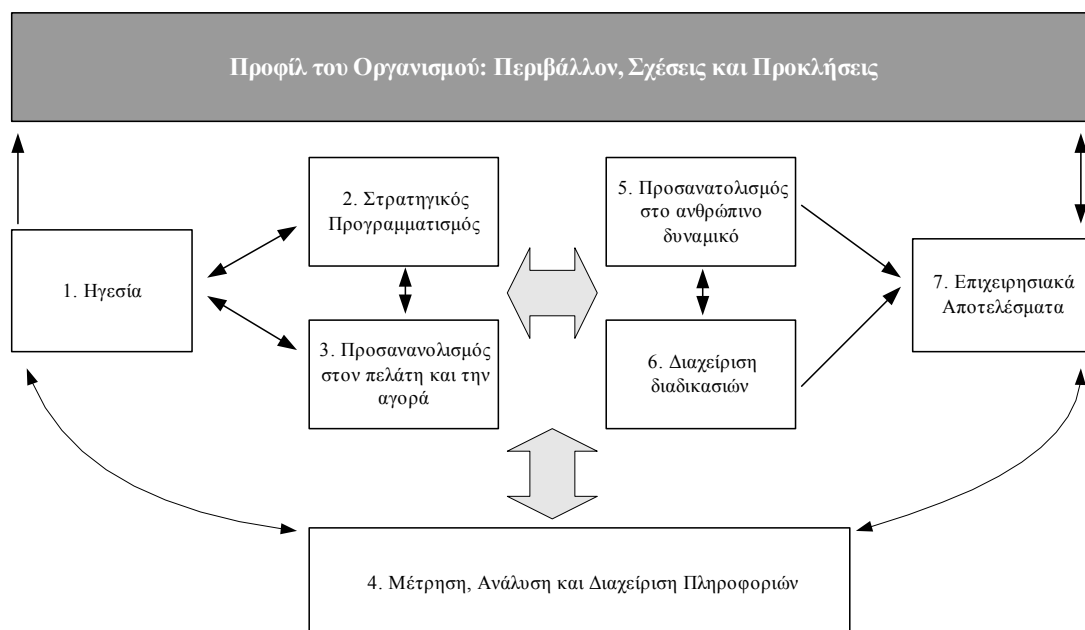 Προφίλ του Οργανισμού: Περιβάλλον, Σχέσεις και Προκλήσεις
1. Ηγεσία
2. Στρατηγικός
Προγραμματισμός
3. Προσανανολισμός
στον πελάτη και την
αγορά
5. Προσανατολισμός
στο ανθρώπινο
δυναμικό
6. Διαχείριση
διαδικασιών
7. Επιχειρησιακά
Αποτελέσματα
4. Μέτρηση, Ανάλυση και Διαχείριση Πληροφοριών